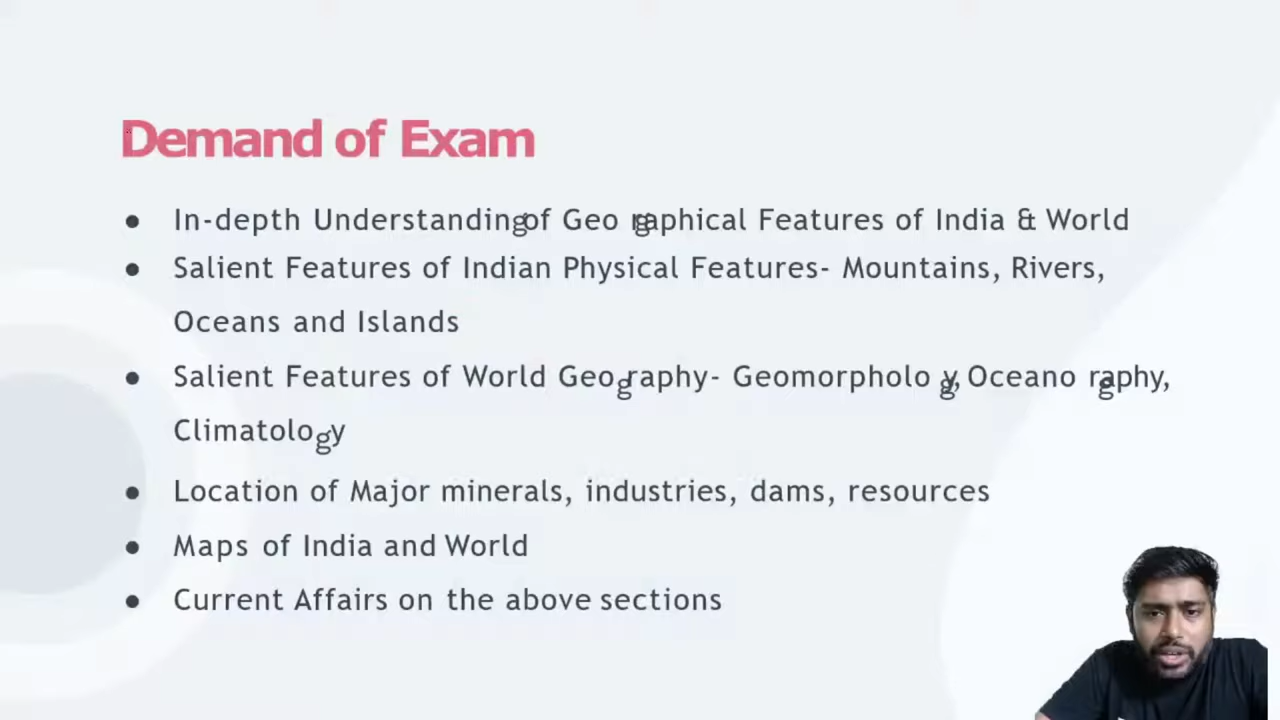 Demand of Exam
● In-depth Understanding of Geographical Features of India & World
● Salient Features of Indian Physical Features- Mountains, Rivers,
Oceans and Islands
● Salient Features of World Geography- Geomorphology, Oceanography,
Climatology
● Location of Major minerals, industries, dams, resources
● Maps of India and World
● Current Affairs on the above sections